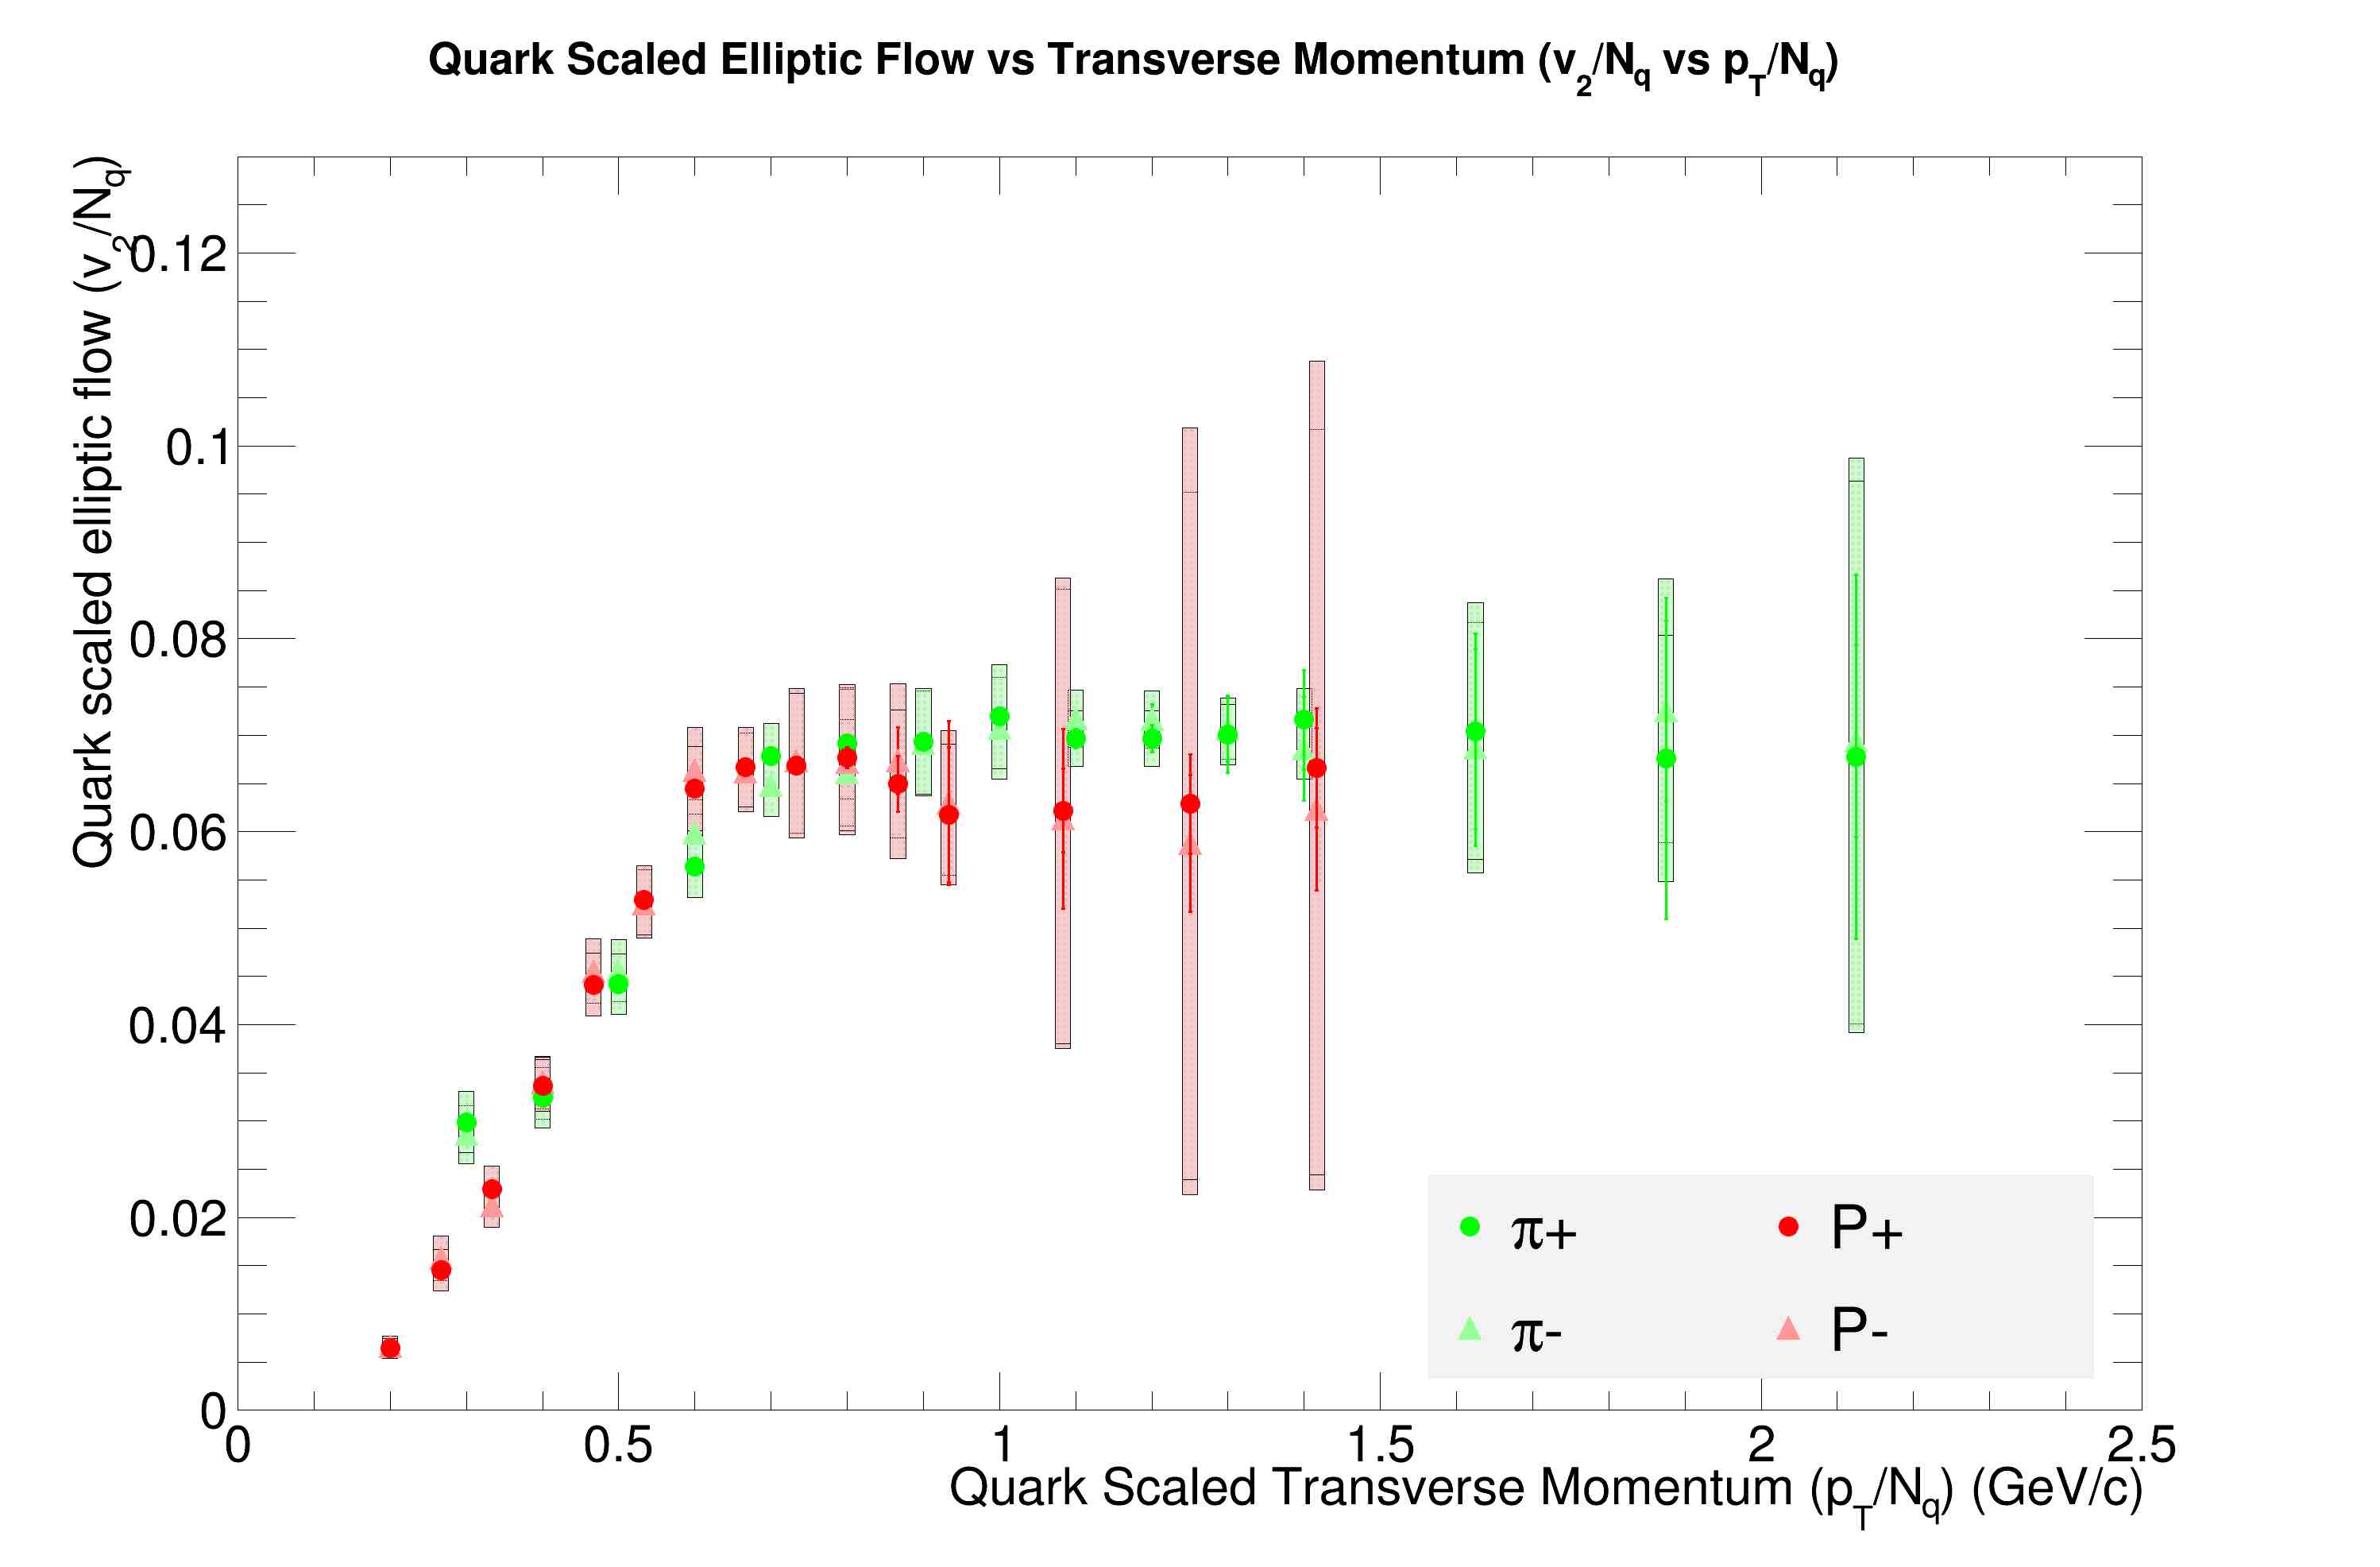 Quark Scaled Elliptic Flow vs Transverse Momentum (v2/Nq vs pT/Nq)
Quark scaled elliptic flow (v2/Nq)
0.12
0.1
0.08
0.06
0.04
0.02
0
π+ P+
π- P-
0 0.5 1 1.5 2 2.5
Quark Scaled Transverse Momentum (pT/Nq) (GeV/c)